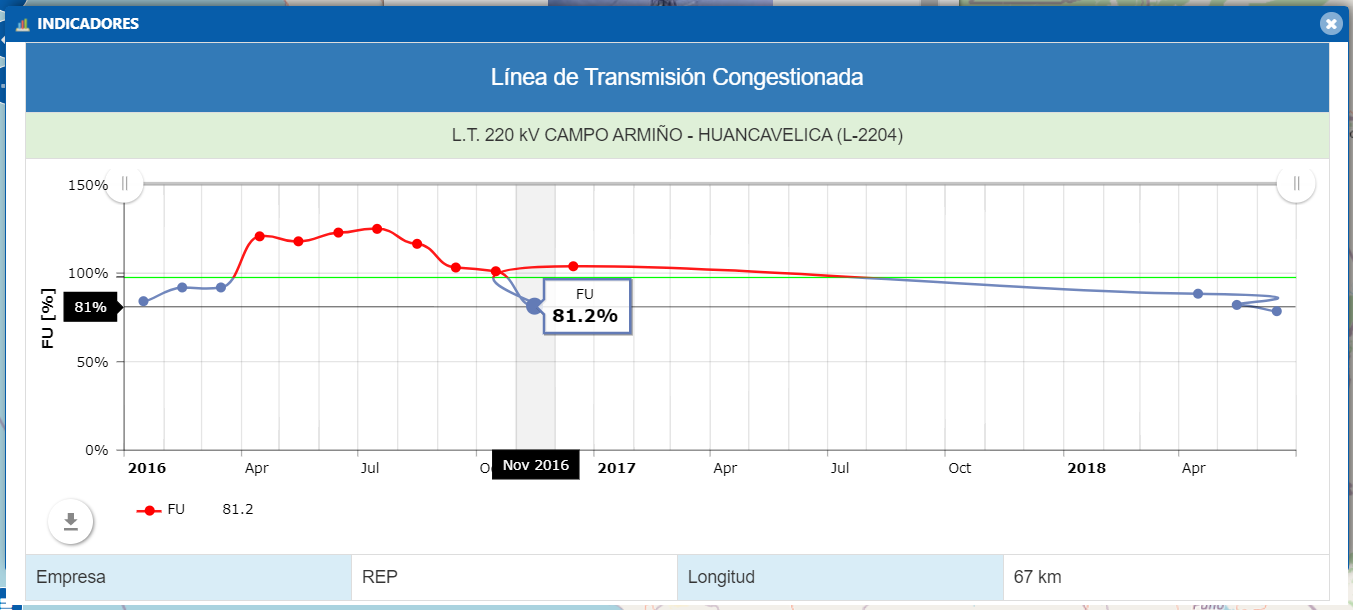 INDICADORES
Línea de Transmisión Congestionada
L.T. 220 kV CAMPO ARMIÑO - HUANCAVELICA (L-2204)
150%
100%
81%
50%
0%
FU [%]
FU
81.2%
2016 Apr Jul Nov 2016 2017 Apr Jul Oct 2018 Apr
FU 81.2
Empresa REP Longitud 67 km